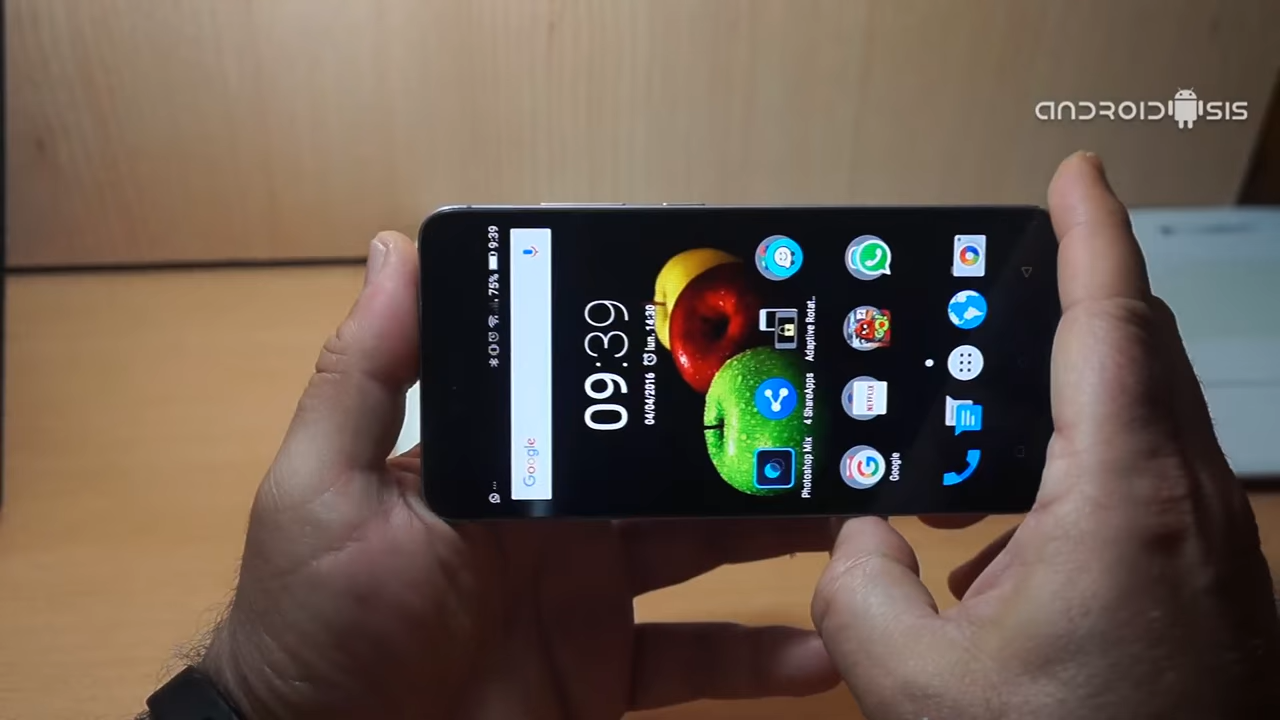 ANDROIDSIS
75% 9:39
Google
09:39
04/04/2016 lun. 14:30
Photoshop Mix
4 ShareApps
Adaptive Rotat..
NETFLIX
Google